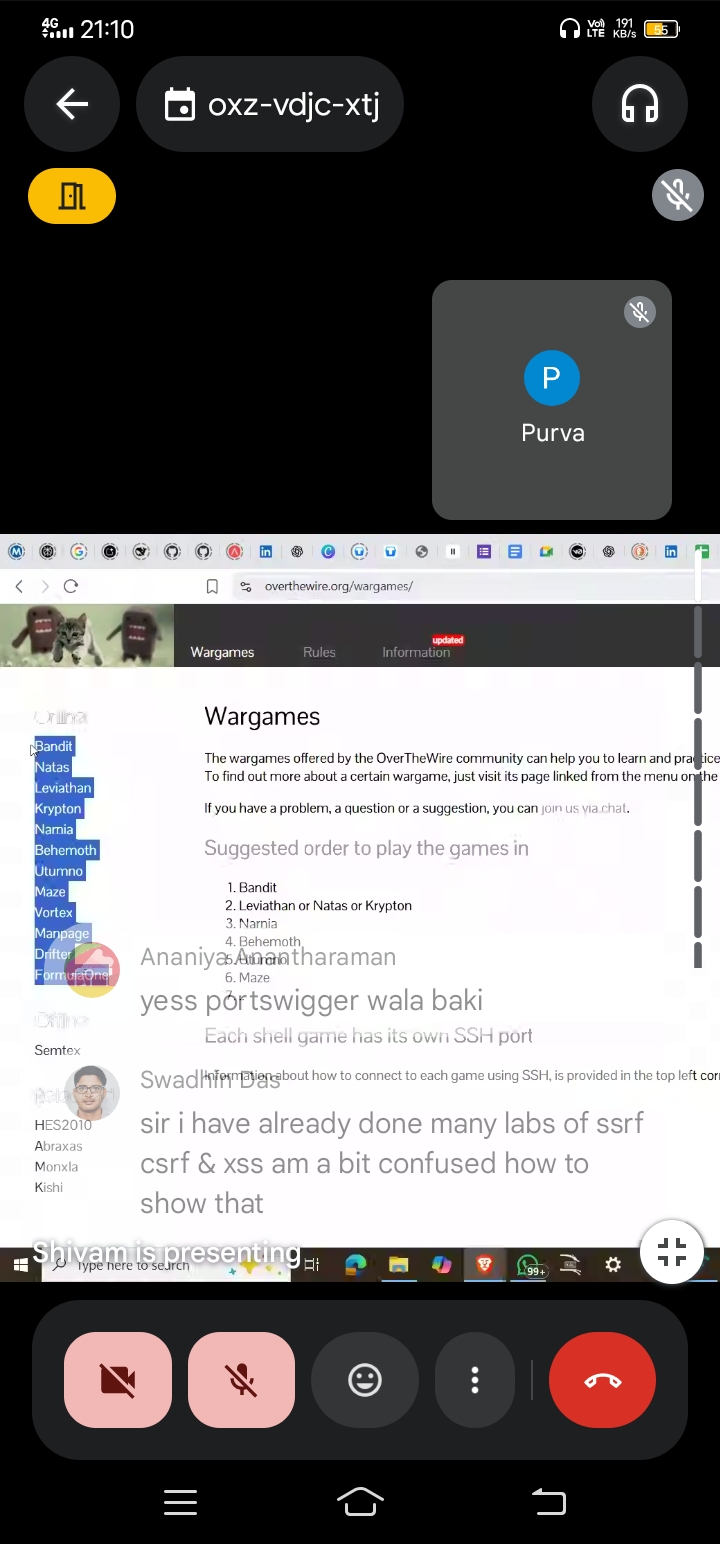 4G 21:10 Vo) LTE 191 KB/s 55
oxz-vdjc-xtj
P
Purva
overthewire.org/wargames/
updated
Wargames Rules Information
Online
Wargames
Bandit
Natas
Leviathan
Krypton
Narnia
Behemoth
Utumno
Maze
Vortex
Manpage
Drifter
FormulaOne
The wargames offered by the OverTheWire community can help you to learn and practice
To find out more about a certain wargame, just visit its page linked from the menu on the
If you have a problem, a question or a suggestion, you can join us via chat.
Suggested order to play the games in
1. Bandit
2. Leviathan or Natas or Krypton
3. Narnia
4. Behemoth
5. Utumno
6. Maze
7.
Ananiya Anantharaman
yess portswigger wala baki
Offline
Each shell game has its own SSH port
Semtex
Information about how to connect to each game using SSH, is provided in the top left cor
Swadhin Das
sir i have already done many labs of ssrf
csrf & xss am a bit confused how to
show that
HES2010
Abraxas
Monxla
Kishi
Shivam is presenting
Type here to search
99+